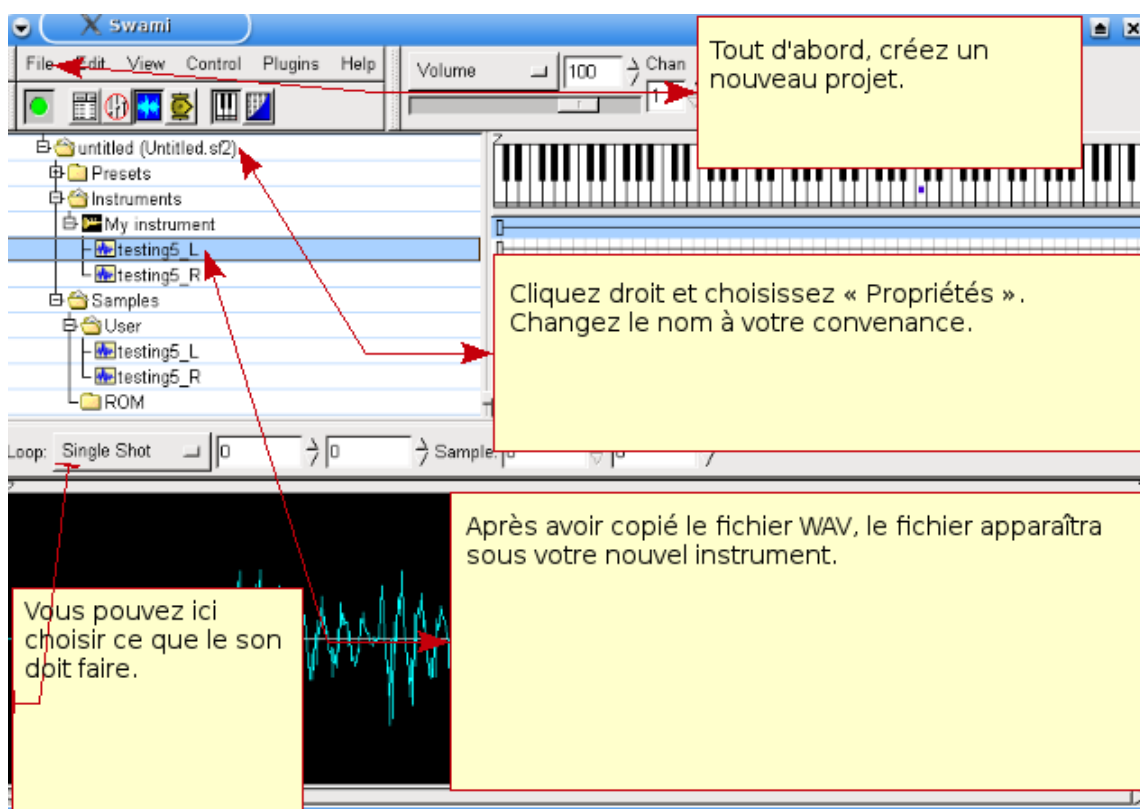 Swami
File Edit View Control Plugins Help
Volume 100 Chan
1
Tout d'abord, créez un
nouveau projet.
untitled (Untitled.sf2)
Presets
Instruments
My instrument
testing5_L
testing5_R
Samples
User
testing5_L
testing5_R
ROM
Cliquez droit et choisissez « Propriétés ».
Changez le nom à votre convenance.
Loop: Single Shot 0 0 Sample: 0 0
Après avoir copié le fichier WAV, le fichier apparaîtra
sous votre nouvel instrument.
Vous pouvez ici
choisir ce que le son
doit faire.